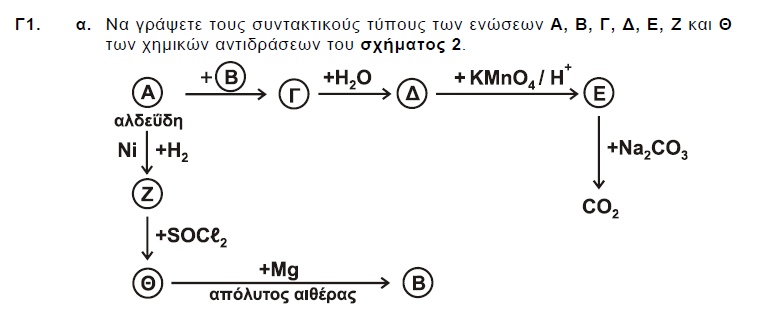 Γ1. α. Να γράψετε τους συντακτικούς τύπους των ενώσεων Α, Β, Γ, Δ, Ε, Ζ και Θ
των χημικών αντιδράσεων του σχήματος 2.
Α +Β Γ +H₂O Δ + KMnO₄/ H⁺ Ε
αλδεΰδη
Ni +H₂ +Na₂CO₃
Ζ CO₂
+SOCℓ₂
Θ +Mg Β
απόλυτος αιθέρας